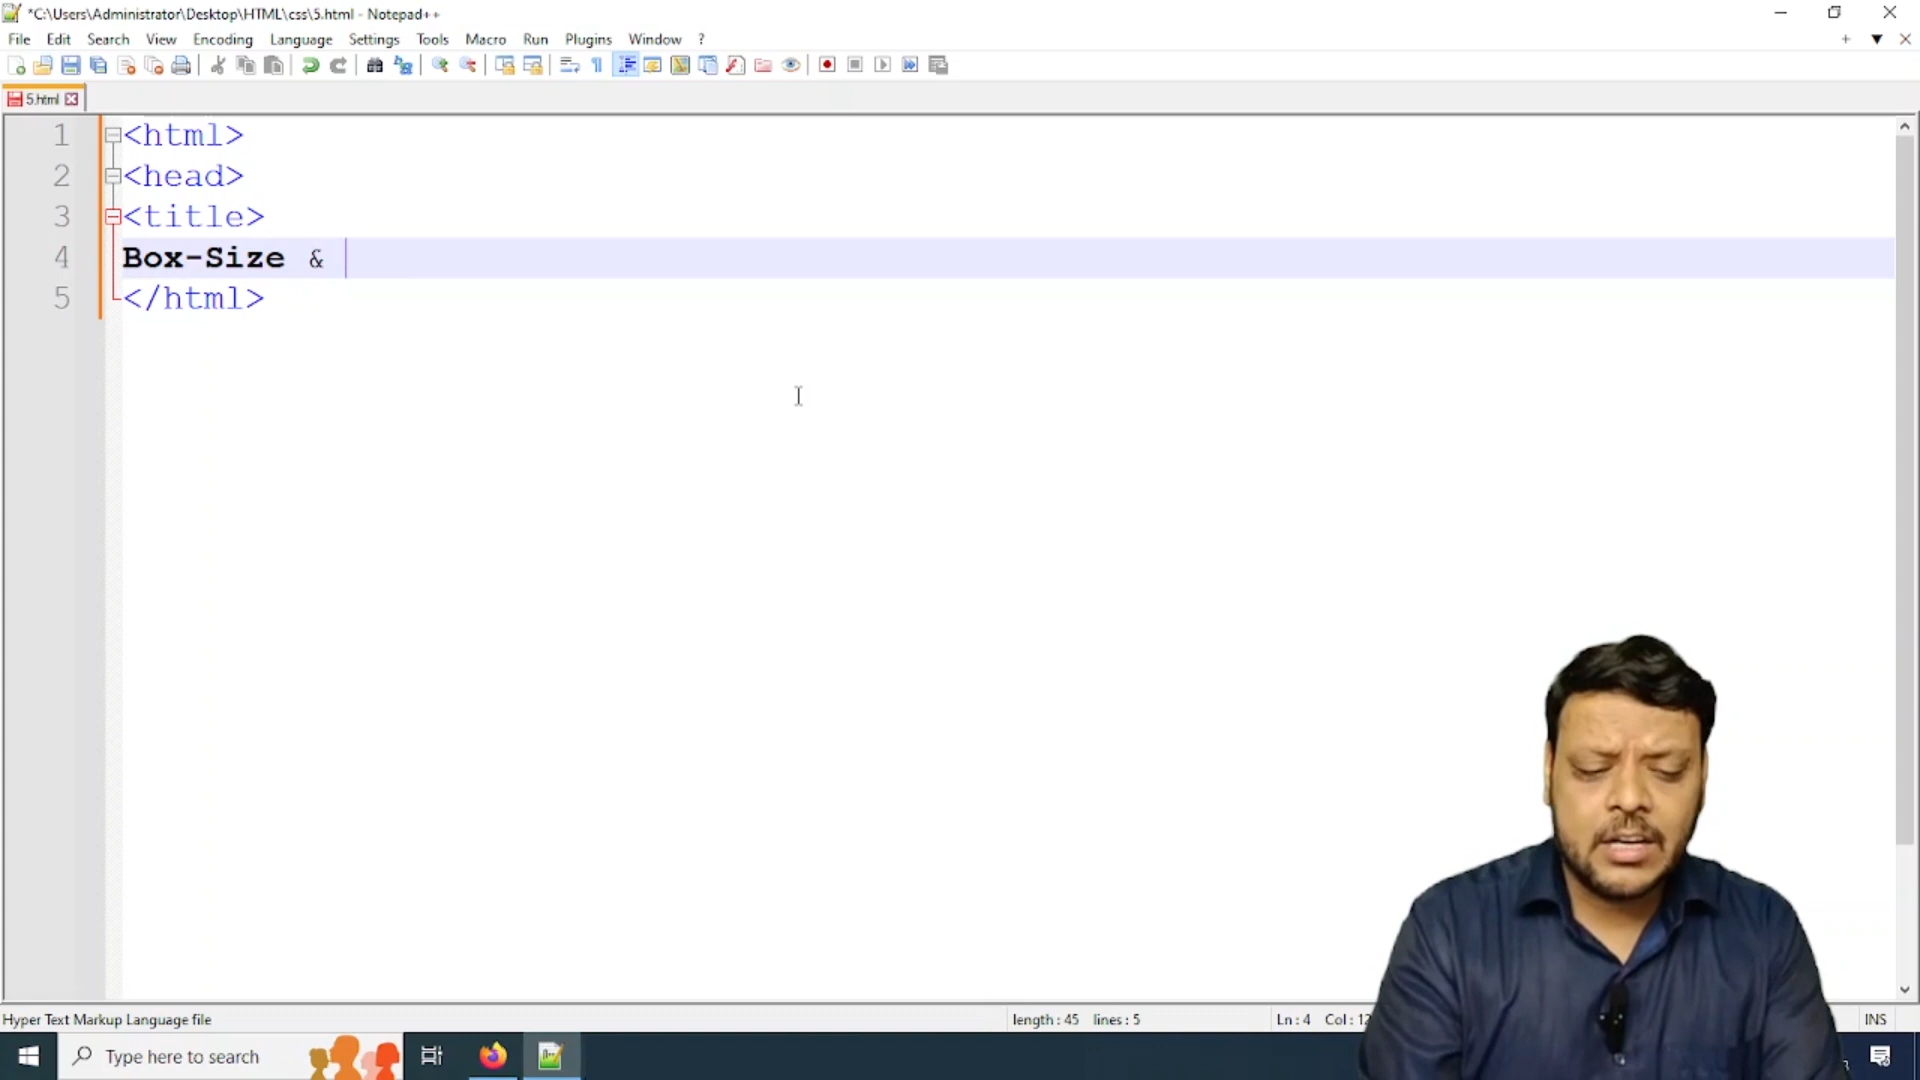 *C:\Users\Administrator\Desktop\HTML\css\5.html - Notepad++
File Edit Search View Encoding Language Settings Tools Macro Run Plugins Window ?
5.html
1 <html>
2 <head>
3 <title>
4 Box-Size &
5 </html>
Hyper Text Markup Language file length : 45 lines : 5 Ln : 4 Col : 12 INS
Type here to search